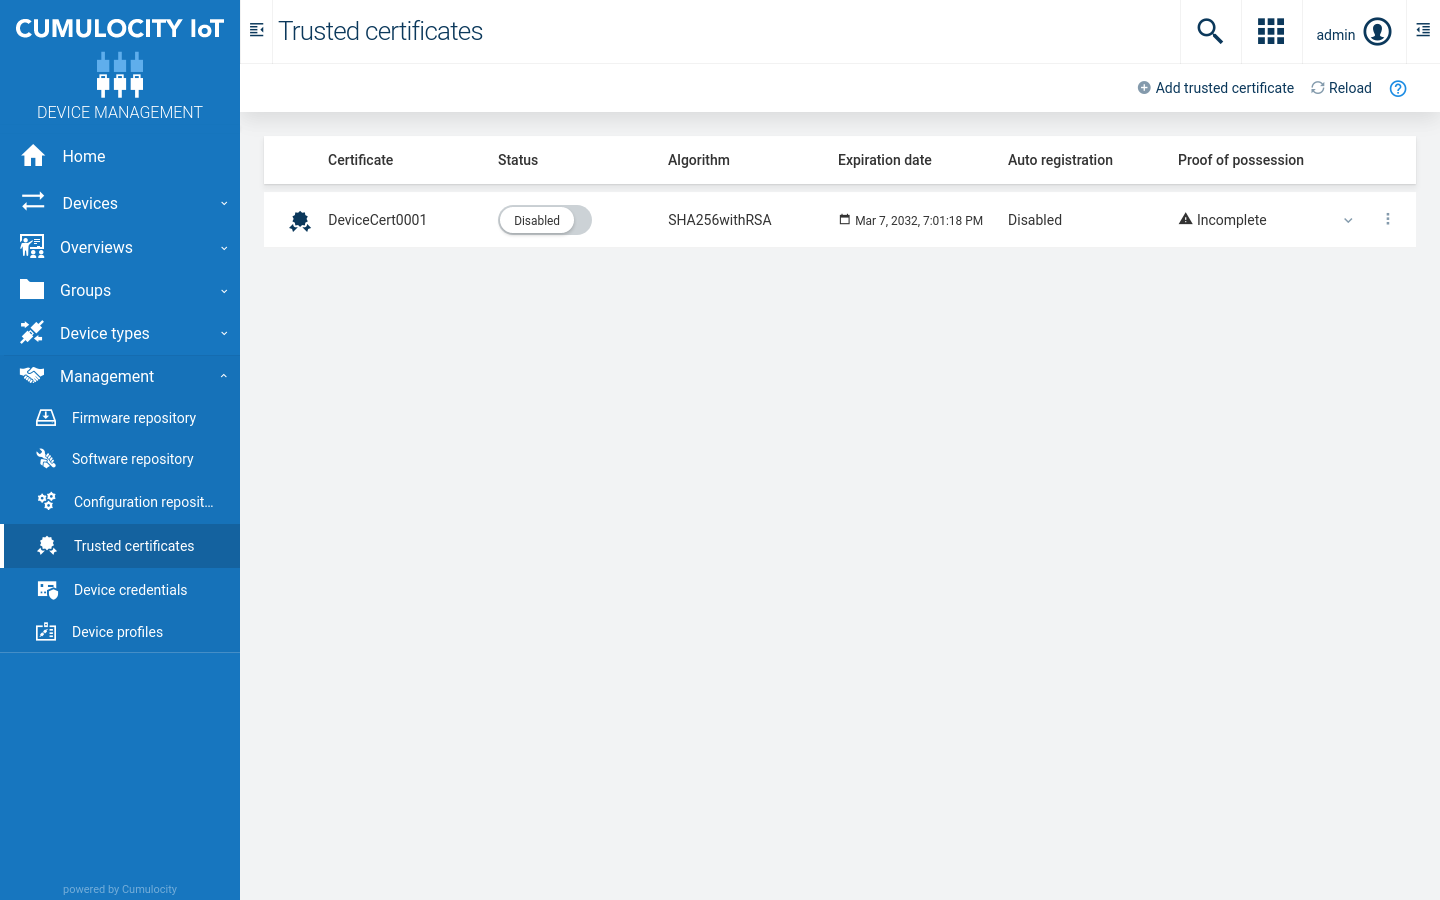 CUMULOCITY IoT
DEVICE MANAGEMENT
Home
Devices
Overviews
Groups
Device types
Management
Firmware repository
Software repository
Configuration reposit...
Trusted certificates
Device credentials
Device profiles
powered by Cumulocity
Trusted certificates
admin
Add trusted certificate Reload
Certificate Status Algorithm Expiration date Auto registration Proof of possession
DeviceCert0001 Disabled SHA256withRSA Mar 7, 2032, 7:01:18 PM Disabled Incomplete